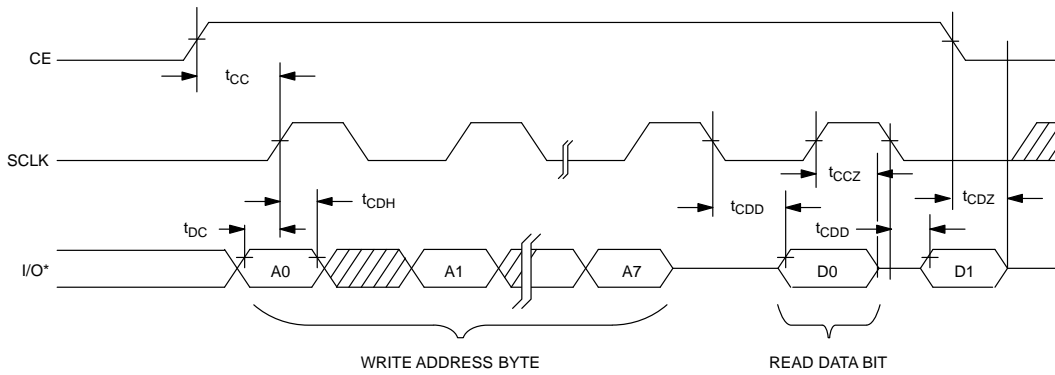 CE
tCC
SCLK
tCCZ
tCDZ
tCDH
tCDD
tDC
tCDD
I/O*
A0
A1
A7
D0
D1
WRITE ADDRESS BYTE
READ DATA BIT